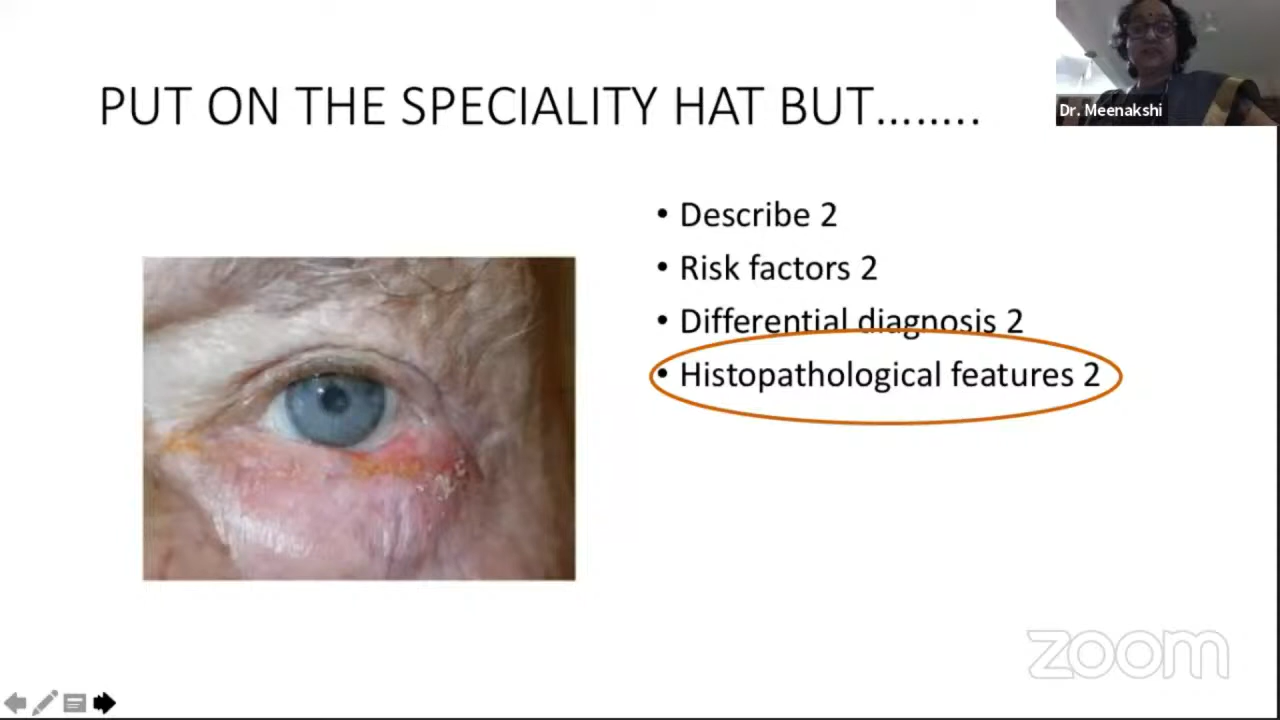 PUT ON THE SPECIALITY HAT BUT........
Dr. Meenakshi
• Describe 2
• Risk factors 2
• Differential diagnosis 2
• Histopathological features 2
zoom